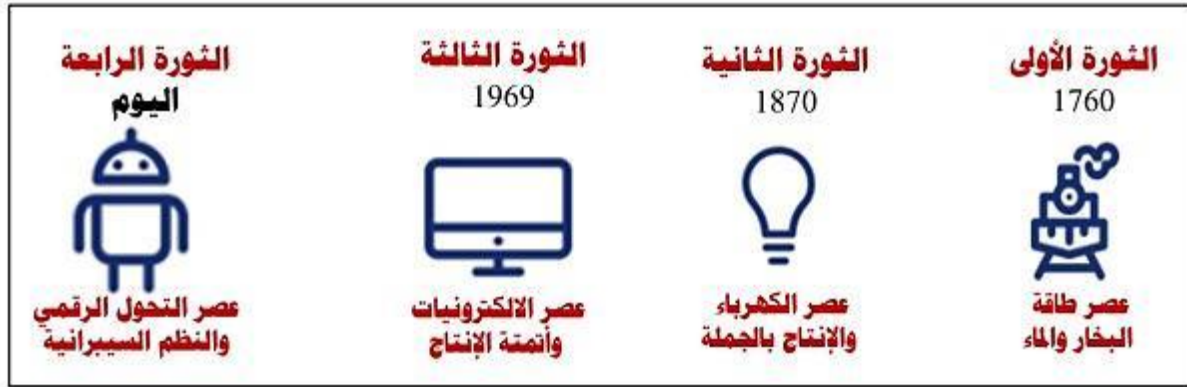 الثورة الأولى
1760
عصر طاقة
البخار والماء
الثورة الثانية
1870
عصر الكهرباء
والإنتاج بالجملة
الثورة الثالثة
1969
عصر الالكترونيات
وأتمتة الإنتاج
الثورة الرابعة
اليوم
عصر التحول الرقمي
والنظم السيبرانية